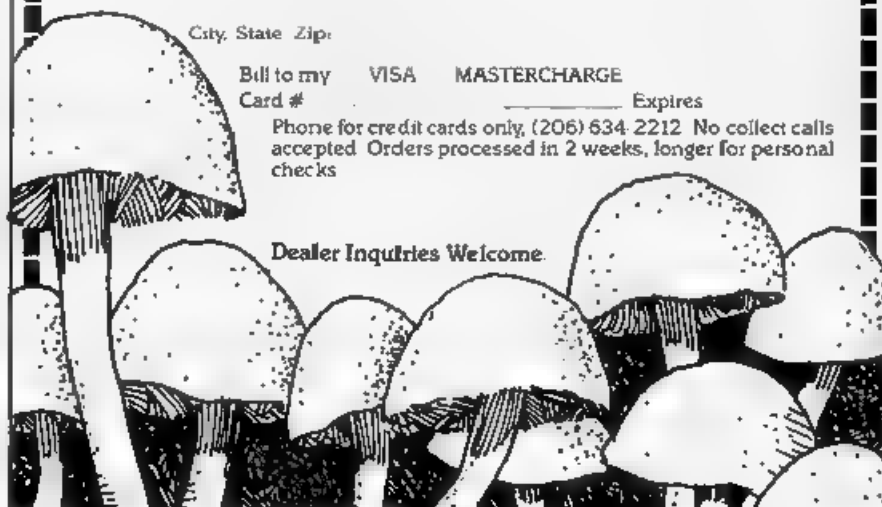 City, State Zip:
Bill to my VISA MASTERCHARGE
Card # Expires
Phone for credit cards only, (206) 634-2212 No collect calls
accepted Orders processed in 2 weeks, longer for personal
checks
Dealer Inquiries Welcome